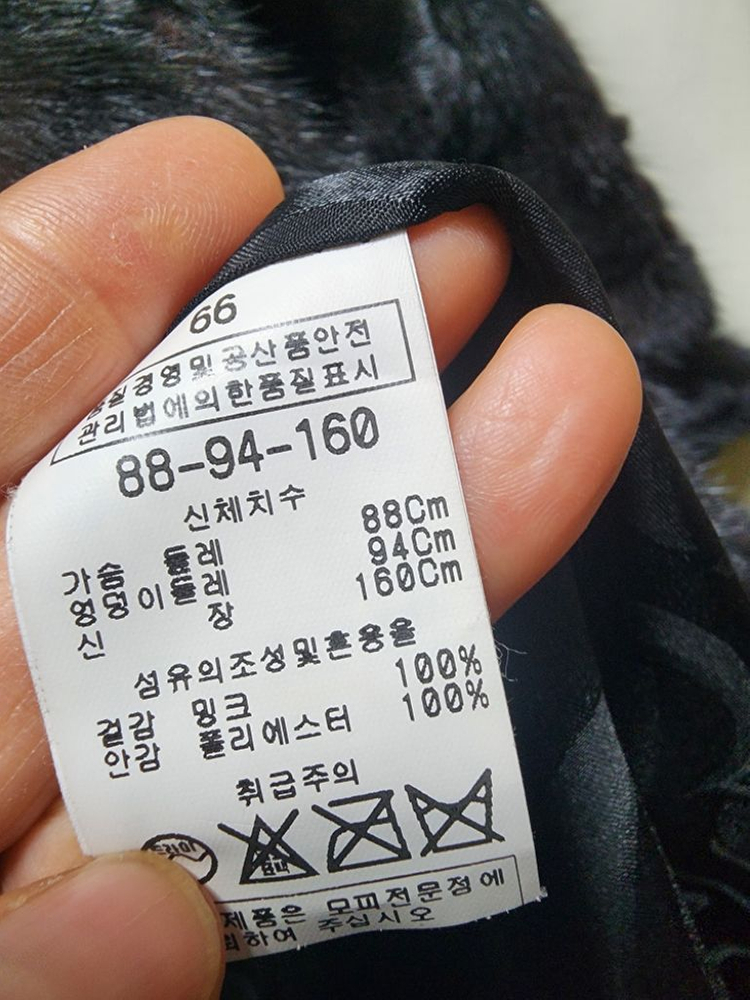 66
품질경영및공산품안전
관리법에의한품질표시
88-94-160
신체치수
가슴 둘레 88Cm
엉덩이둘레 94Cm
신 장 160Cm
섬유의조성및혼용율
겉감 밍크 100%
안감 폴리에스터 100%
취급주의
드라이
제품은 모피전문점에
하여 주십시오